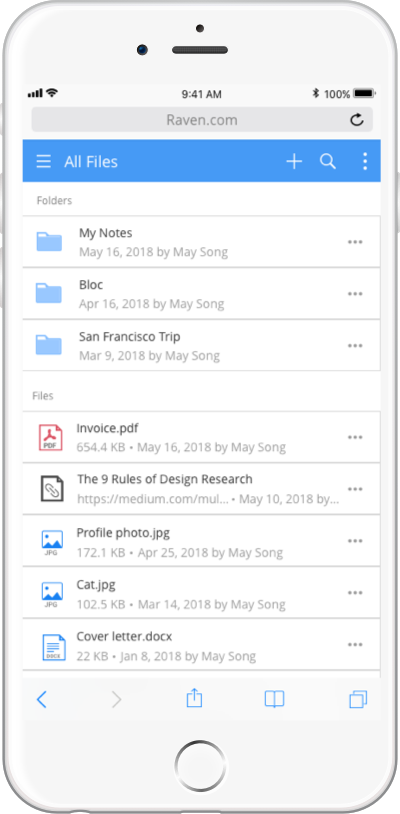 9:41 AM
100%
Raven.com
All Files
Folders
My Notes
May 16, 2018 by May Song
Bloc
Apr 16, 2018 by May Song
San Francisco Trip
Mar 9, 2018 by May Song
Files
Invoice.pdf
PDF
654.4 KB • May 16, 2018 by May Song
The 9 Rules of Design Research
https://medium.com/mul... • May 10, 2018 by...
Profile photo.jpg
JPG
172.1 KB • Apr 25, 2018 by May Song
Cat.jpg
JPG
102.5 KB • Mar 14, 2018 by May Song
Cover letter.docx
DOCX
22 KB • Jan 8, 2018 by May Song